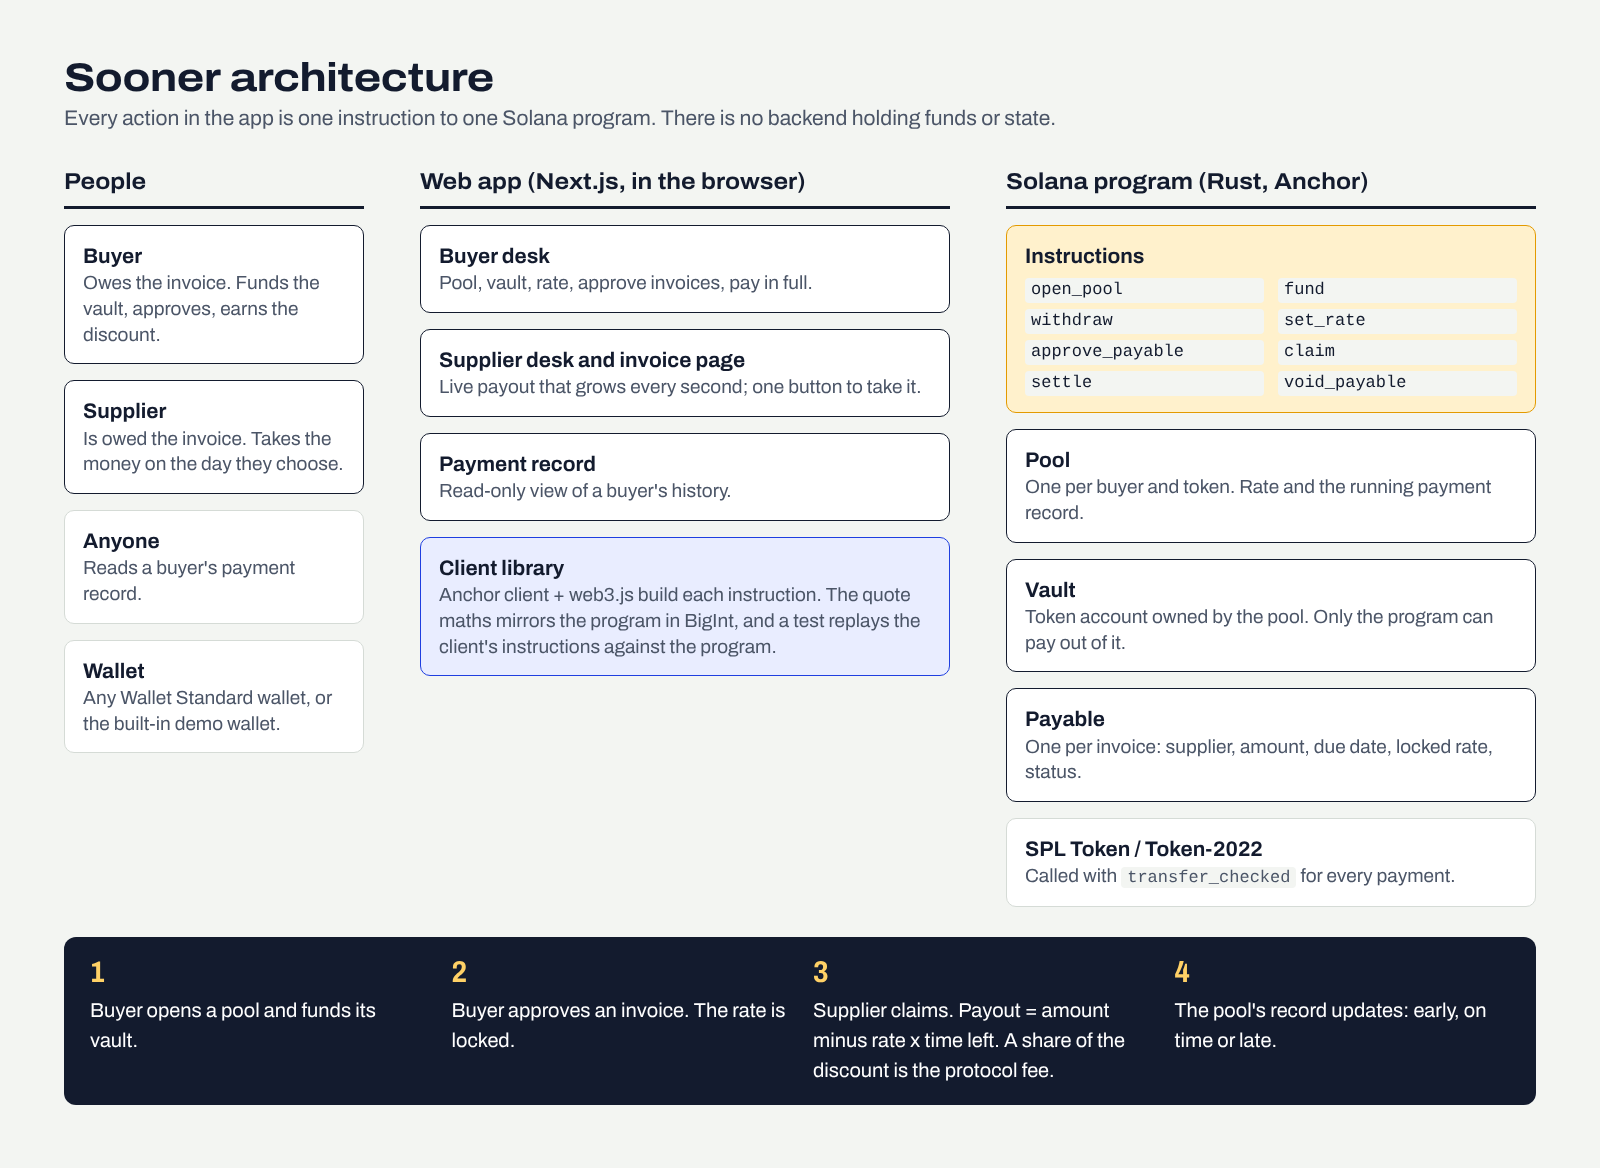 Sooner architecture
Every action in the app is one instruction to one Solana program. There is no backend holding funds or state.
People
Buyer
Owes the invoice. Funds the
vault, approves, earns the
discount.
Supplier
Is owed the invoice. Takes the
money on the day they choose.
Anyone
Reads a buyer's payment
record.
Wallet
Any Wallet Standard wallet, or
the built-in demo wallet.
Web app (Next.js, in the browser)
Buyer desk
Pool, vault, rate, approve invoices, pay in full.
Supplier desk and invoice page
Live payout that grows every second; one button to take it.
Payment record
Read-only view of a buyer's history.
Client library
Anchor client + web3.js build each instruction. The quote
maths mirrors the program in BigInt, and a test replays the
client's instructions against the program.
Solana program (Rust, Anchor)
Instructions
open_pool fund
withdraw set_rate
approve_payable claim
settle void_payable
Pool
One per buyer and token. Rate and the running payment
record.
Vault
Token account owned by the pool. Only the program can
pay out of it.
Payable
One per invoice: supplier, amount, due date, locked rate,
status.
SPL Token / Token-2022
Called with transfer_checked for every payment.
1
Buyer opens a pool and funds its
vault.
2
Buyer approves an invoice. The rate is
locked.
3
Supplier claims. Payout = amount
minus rate x time left. A share of the
discount is the protocol fee.
4
The pool's record updates: early, on
time or late.